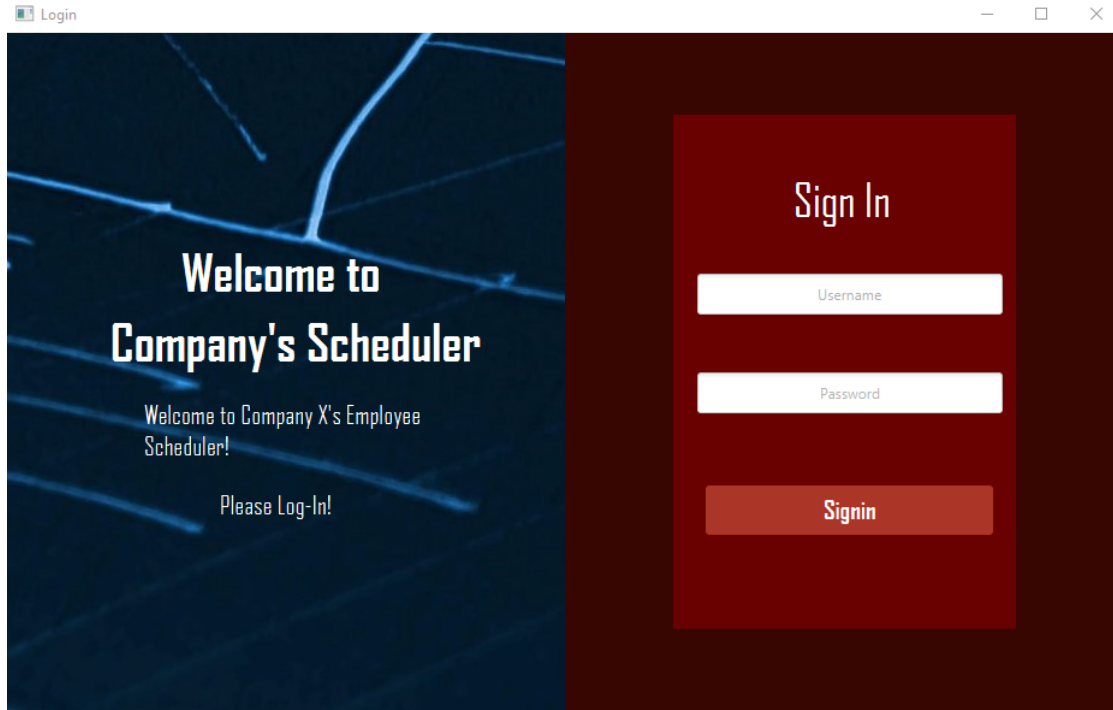 Login
Welcome to
Company's Scheduler
Welcome to Company X's Employee
Scheduler!
Please Log-In!
Sign In
Username
Password
Signin